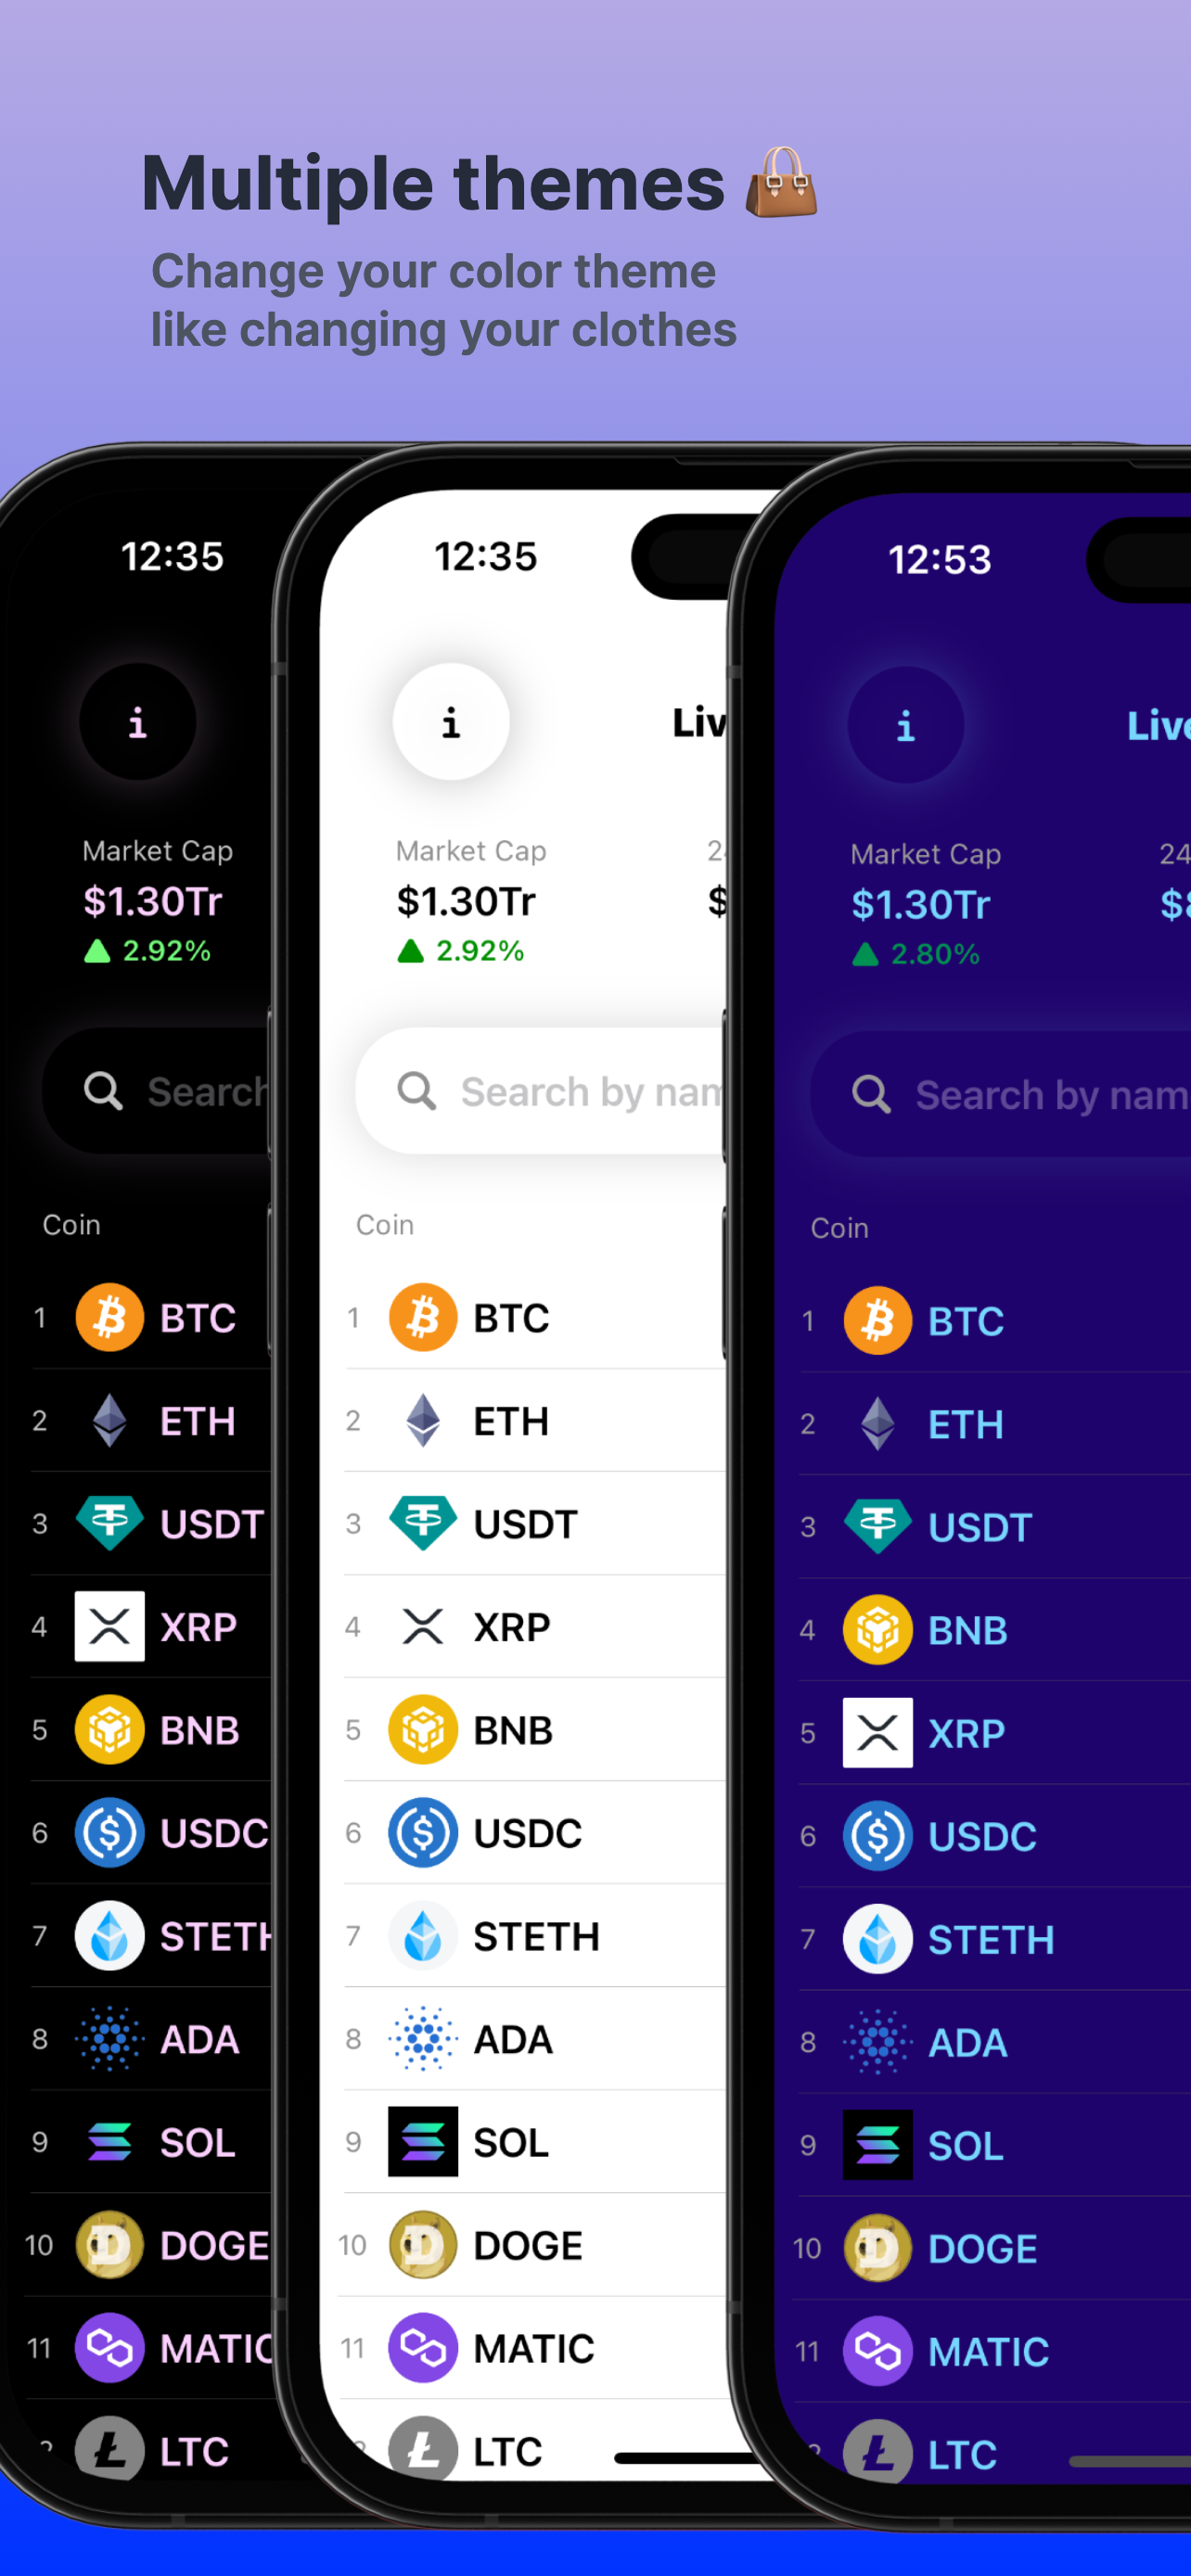 Multiple themes
Change your color theme
like changing your clothes
12:35
i
Market Cap
$1.30Tr
2.92%
Search
Coin
1 BTC
2 ETH
3 USDT
4 XRP
5 BNB
6 USDC
7 STETH
8 ADA
9 SOL
10 DOGE
11 MATIC
LTC
12:35
i
Liv
Market Cap
$1.30Tr
2.92%
2
$
Search by nam
Coin
1 BTC
2 ETH
3 USDT
4 XRP
5 BNB
6 USDC
7 STETH
8 ADA
9 SOL
10 DOGE
11 MATIC
LTC
12:53
i
Live
Market Cap
$1.30Tr
2.80%
24
$
Search by nam
Coin
1 BTC
2 ETH
3 USDT
4 BNB
5 XRP
6 USDC
7 STETH
8 ADA
9 SOL
10 DOGE
11 MATIC
LTC